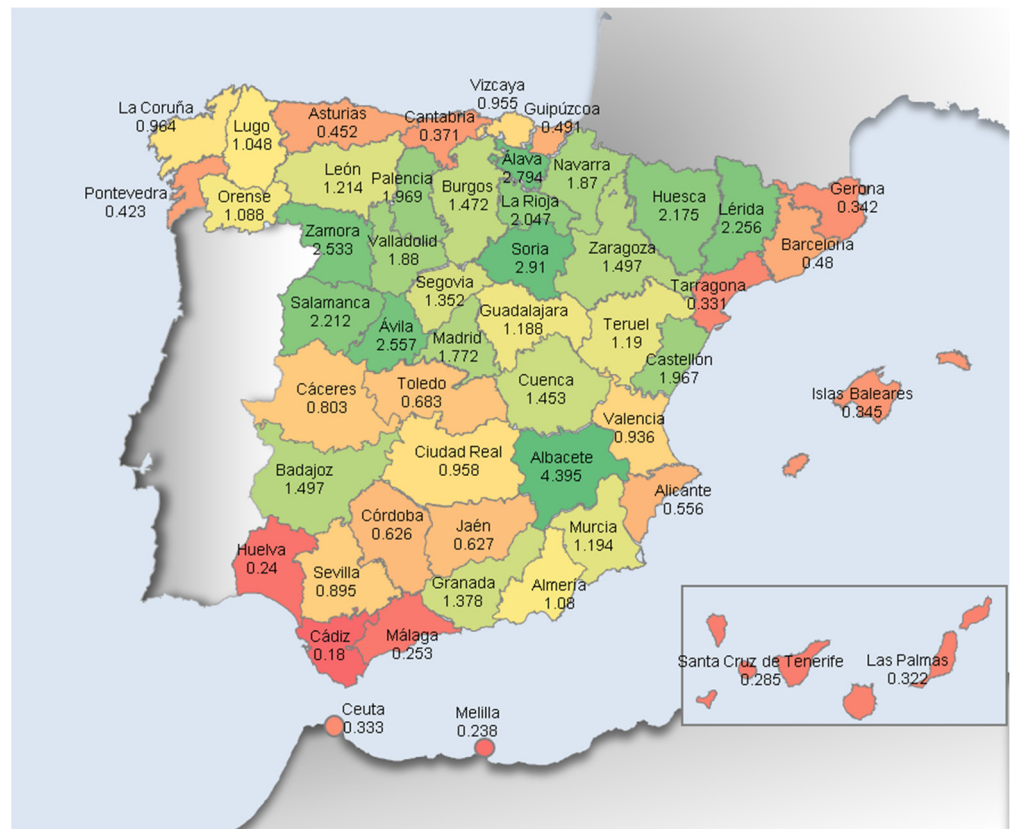 Vizcaya
0.955
La Coruña
0.964
Asturias
0.452
Cantabria
0.371
Guipúzcoa
0.491
Lugo
1.048
Álava
2.794
Navarra
1.87
León
1.214
Palencia
1.969
Burgos
1.472
La Rioja
2.047
Huesca
2.175
Lérida
2.256
Gerona
0.342
Pontevedra
0.423
Orense
1.088
Zamora
2.533
Valladolid
1.88
Soria
2.91
Zaragoza
1.497
Barcelona
0.48
Segovia
1.352
Tarragona
0.331
Salamanca
2.212
Ávila
2.557
Madrid
1.772
Guadalajara
1.188
Teruel
1.19
Castellón
1.967
Cáceres
0.803
Toledo
0.683
Cuenca
1.453
Islas Baleares
0.345
Valencia
0.936
Ciudad Real
0.958
Albacete
4.395
Badajoz
1.497
Alicante
0.556
Córdoba
0.626
Jaén
0.627
Murcia
1.194
Huelva
0.24
Sevilla
0.895
Granada
1.378
Almería
1.08
Cádiz
0.18
Málaga
0.253
Santa Cruz de Tenerife
0.285
Las Palmas
0.322
Ceuta
0.333
Melilla
0.238